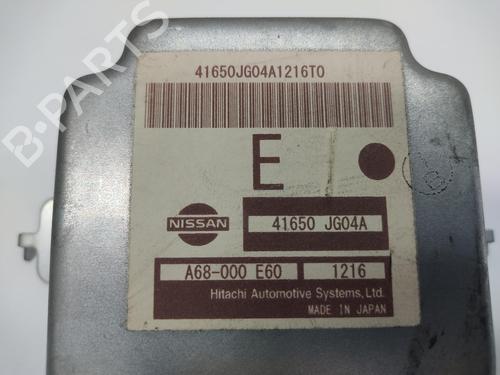 B-PARTS
41650JG04A1216T0
E
NISSAN
41650 JG04A
A68-000 E60
1216
Hitachi Automotive Systems, Ltd.
MADE IN JAPAN